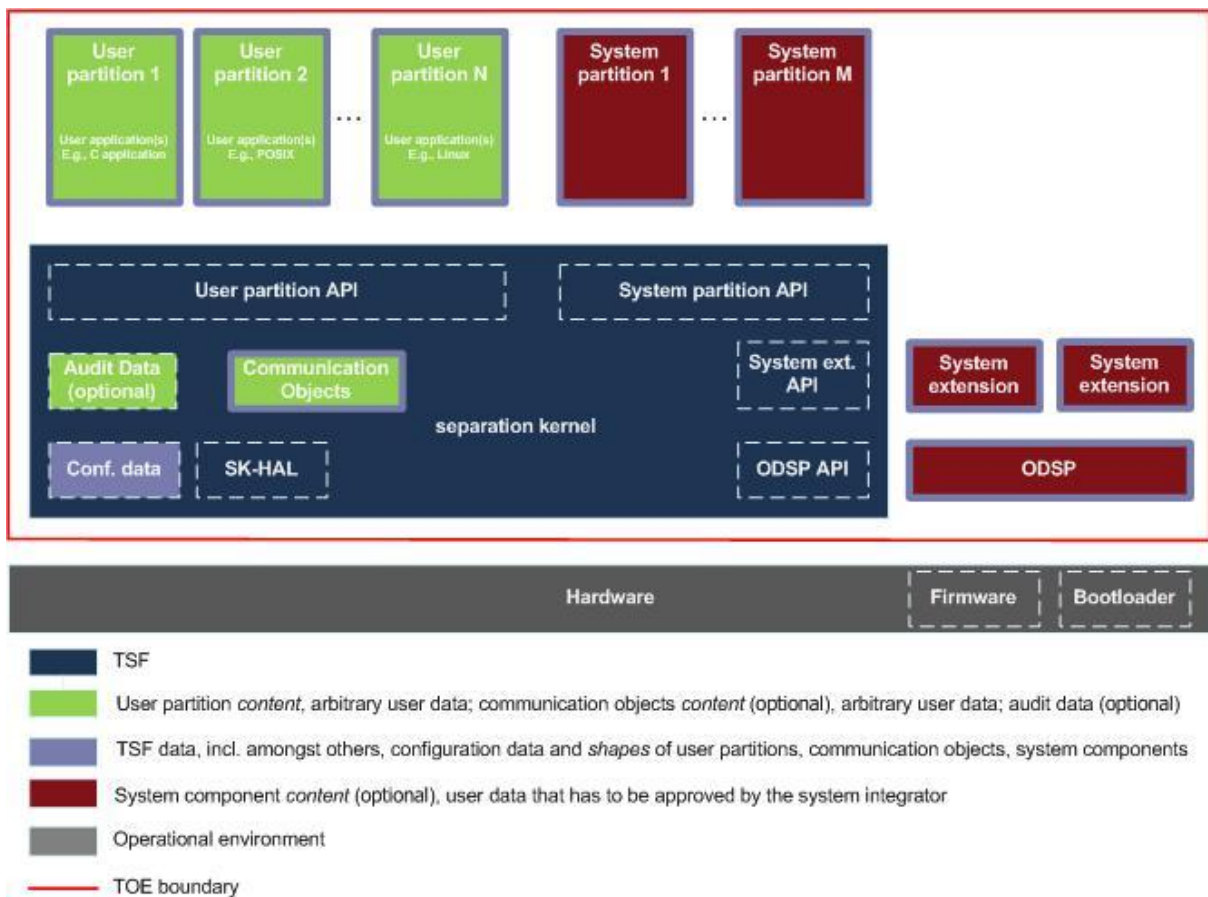 User
partition 1
User application(s)
E.g., C application
User
partition 2
User application(s)
E.g., POSIX
...
User
partition N
User application(s)
E.g., Linux
System
partition 1
...
System
partition M
User partition API
System partition API
Audit Data
(optional)
Communication
Objects
System ext.
API
System
extension
System
extension
separation kernel
Conf. data
SK-HAL
ODSP API
ODSP
Hardware
Firmware
Bootloader
TSF
User partition content, arbitrary user data; communication objects content (optional), arbitrary user data; audit data (optional)
TSF data, incl. amongst others, configuration data and shapes of user partitions, communication objects, system components
System component content (optional), user data that has to be approved by the system integrator
Operational environment
TOE boundary